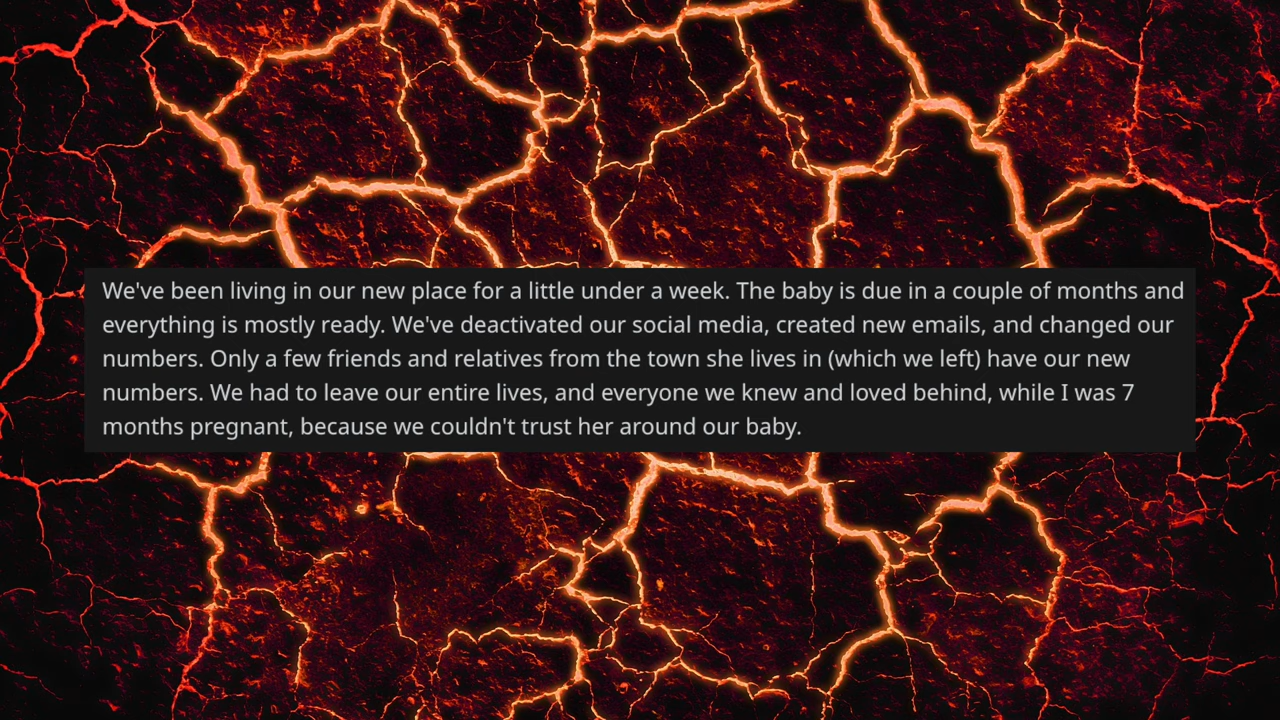 We've been living in our new place for a little under a week. The baby is due in a couple of months and
everything is mostly ready. We've deactivated our social media, created new emails, and changed our
numbers. Only a few friends and relatives from the town she lives in (which we left) have our new
numbers. We had to leave our entire lives, and everyone we knew and loved behind, while I was 7
months pregnant, because we couldn't trust her around our baby.